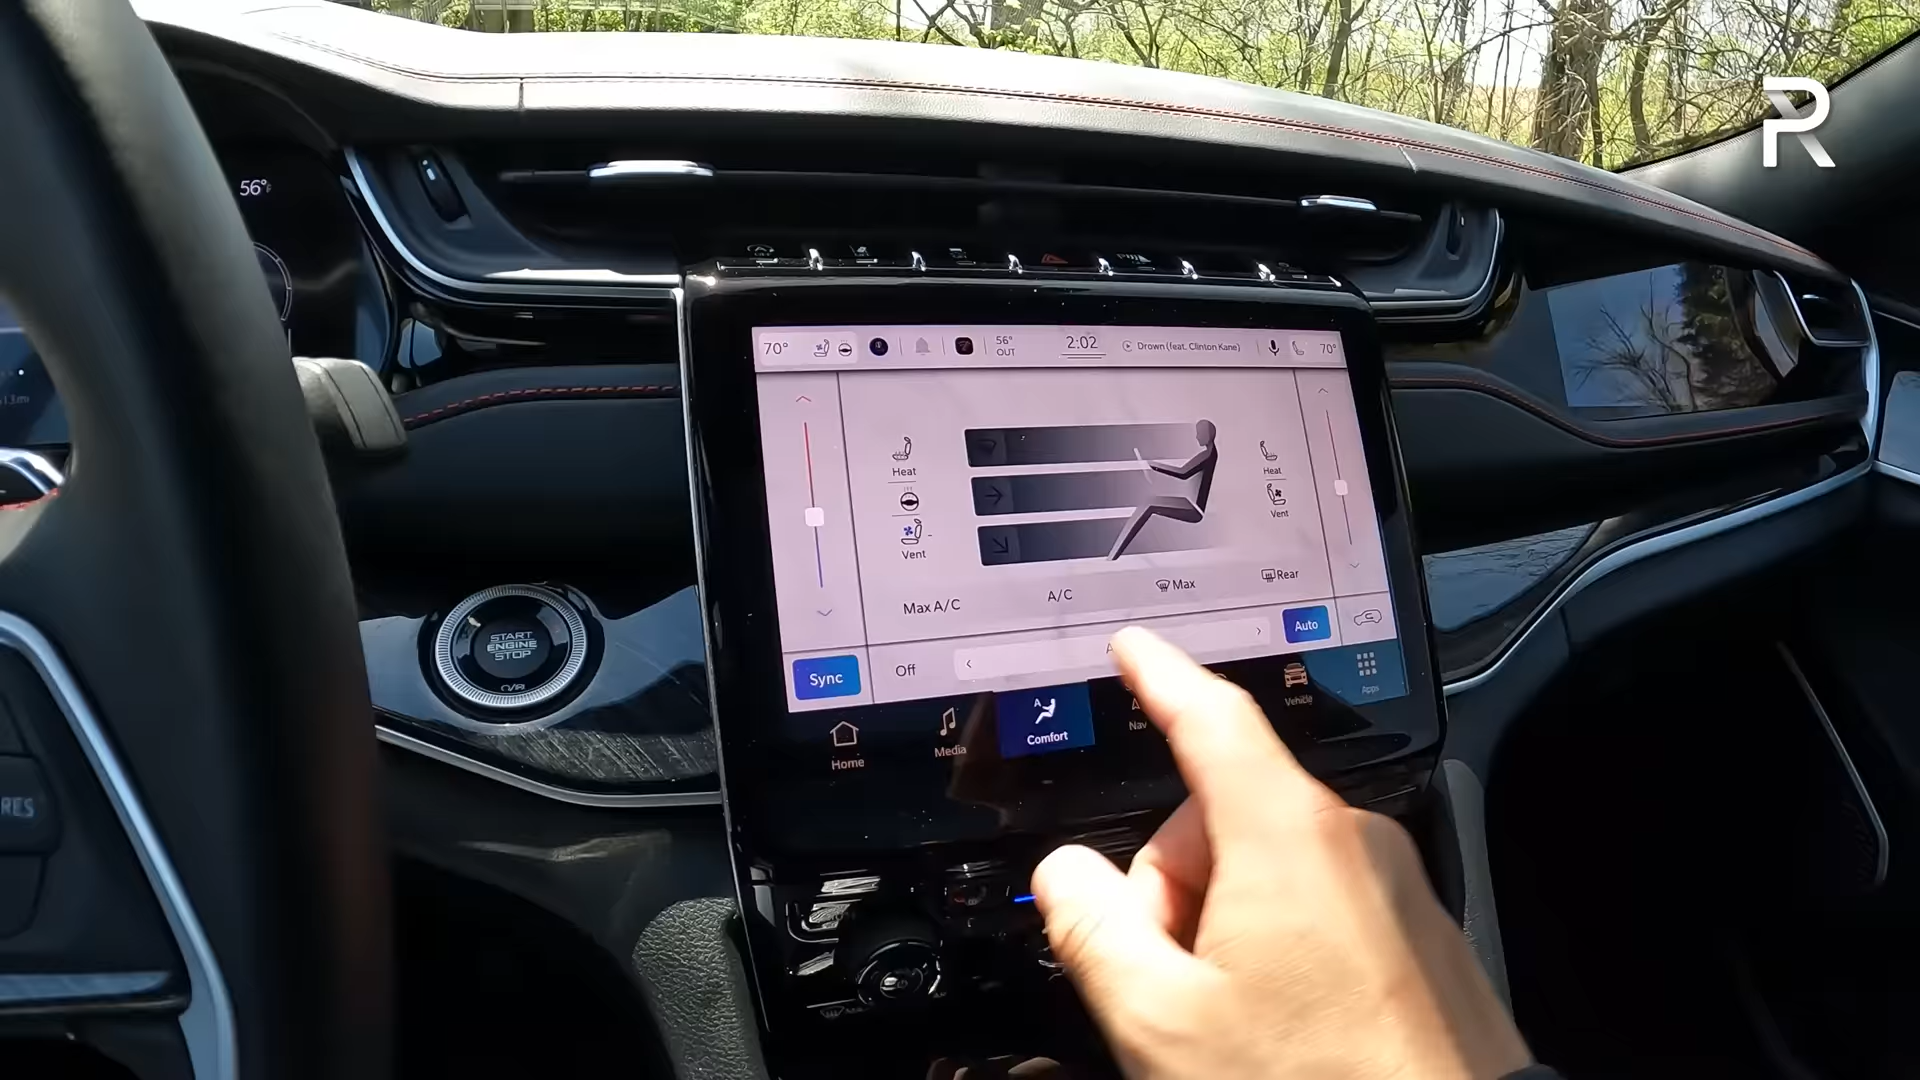 56°F
70°
56°
OUT
2:02
Drown (feat. Clinton Kane)
70°
Heat
Vent
Heat
Vent
Max A/C
A/C
Max
Rear
Sync
Off
Auto
Home
Media
Comfort
Nav
Vehicle
Apps
START
ENGINE
STOP
RES
R